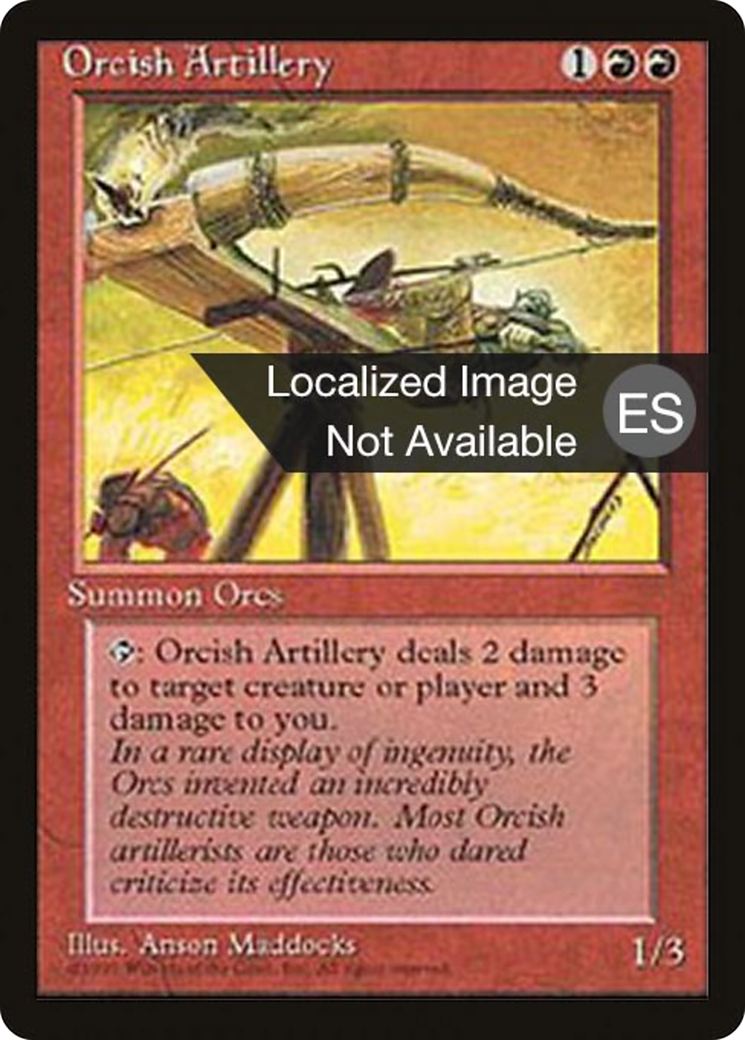 Orcish Artillery
1
Localized Image
Not Available
ES
Summon Orcs
: Orcish Artillery deals 2 damage
to target creature or player and 3
damage to you.
In a rare display of ingenuity, the
Orcs invented an incredibly
destructive weapon. Most Orcish
artillerists are those who dared
criticize its effectiveness.
Illus. Anson Maddocks
1/3